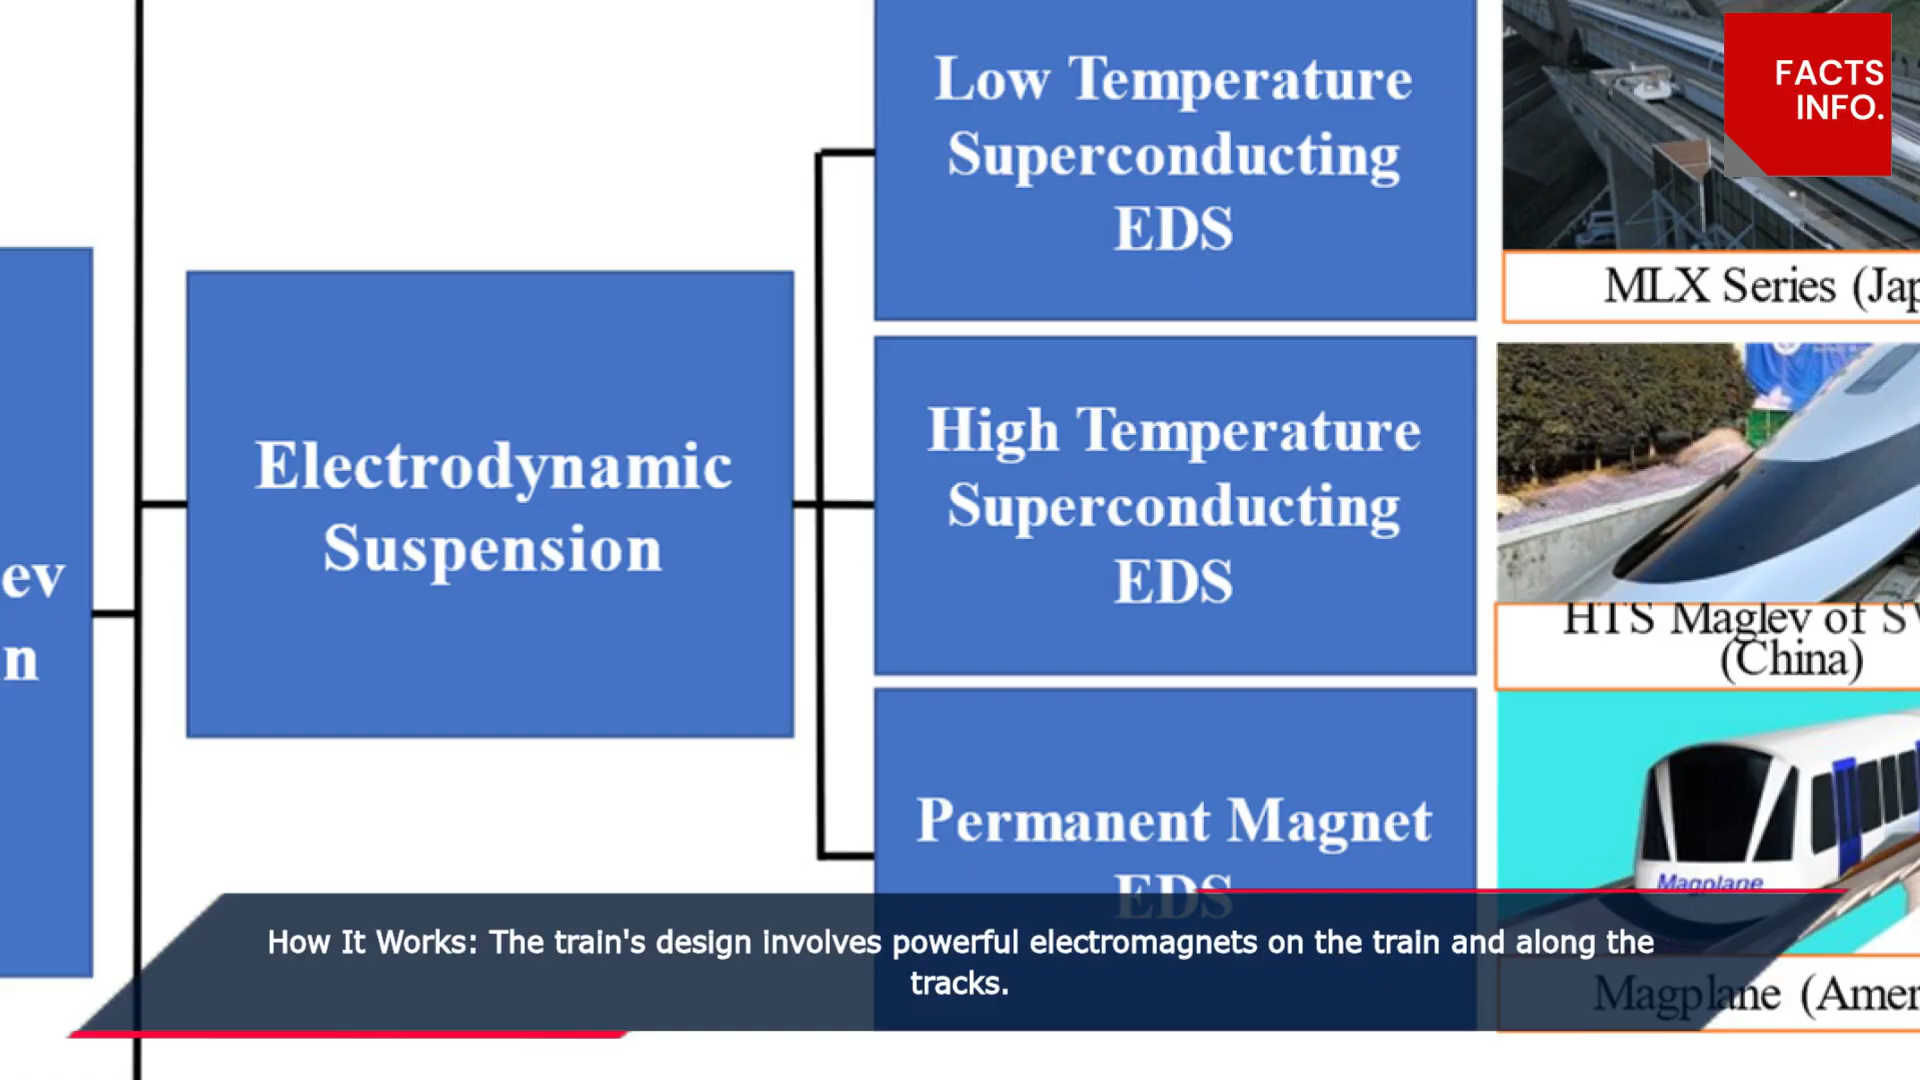 Low Temperature
Superconducting
EDS
FACTS
INFO.
MLX Series
ev
n
Electrodynamic
Suspension
High Temperature
Superconducting
EDS
HTS Maglev of
(China)
Permanent Magnet
EDS
Magplane
Magplane
How It Works: The train's design involves powerful electromagnets on the train and along the
tracks.